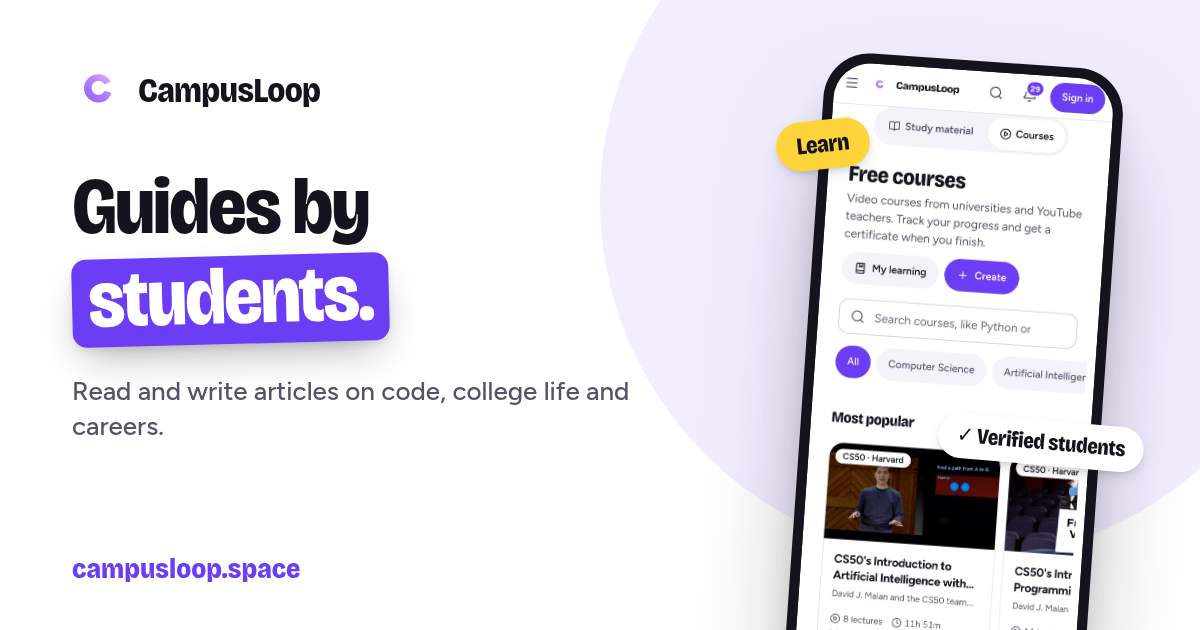 CampusLoop
Guides by
students.
Read and write articles on code, college life and
careers.
campusloop.space
CampusLoop
29
Sign in
Study material
Courses
Learn
Free courses
Video courses from universities and YouTube
teachers. Track your progress and get a
certificate when you finish.
My learning
+ Create
Search courses, like Python or
All
Computer Science
Artificial Intelliger
Most popular
✓ Verified students
CS50 · Harvard
Find a path from A to B.
CS50 · Harvar
CS50's Introduction to
Artificial Intelligence with...
David J. Malan and the CS50 team,...
8 lectures
11h 51m
CS50's Intr
Programmi
David J. Malan